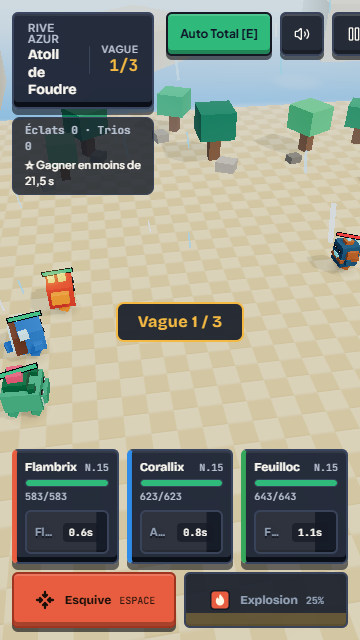 RIVE
AZUR
Atoll
de
Foudre
VAGUE
1/3
Auto Total [E]
Éclats 0 · Trios
0
★ Gagner en moins de
21,5 s
Vague 1 / 3
Flambrix N.15
583/583
Fl... 0.6s
Corallix N.15
623/623
A... 0.8s
Feuilloc N.15
643/643
F... 1.1s
Esquive ESPACE
Explosion 25%